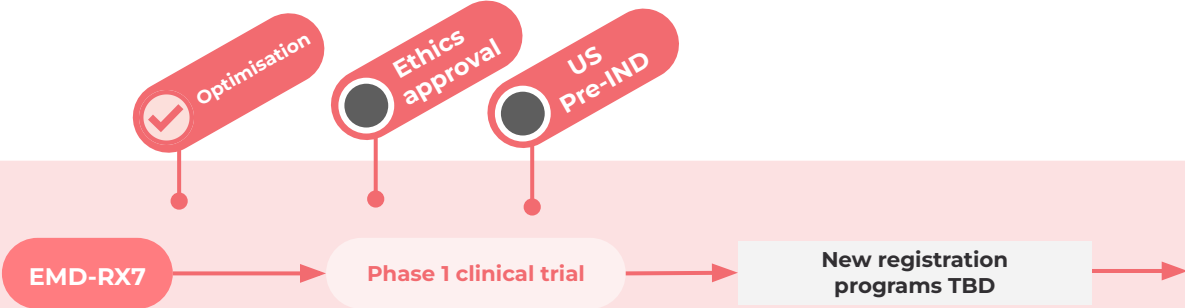 Optimisation
Ethics
approval
US
Pre-IND
EMD-RX7
Phase 1 clinical trial
New registration
programs TBD